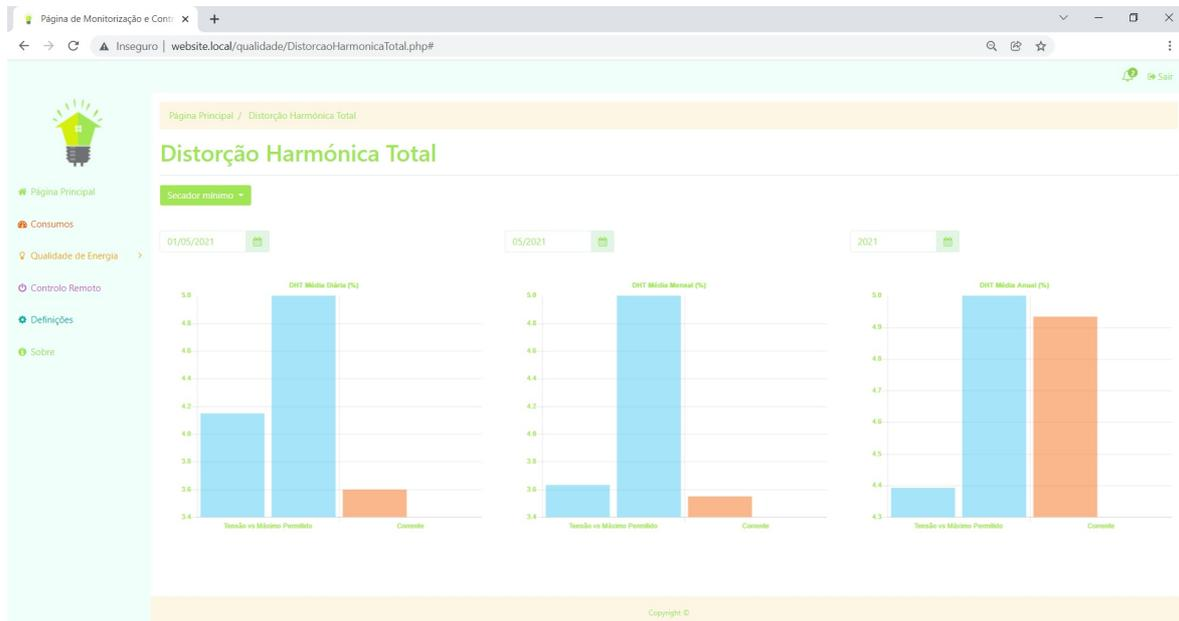 Página de Monitorização e Contr
Inseguro | website.local/qualidade/DistorcaoHarmonicaTotal.php#
2
Sair
Página Principal / Distorção Harmónica Total
Distorção Harmónica Total
Página Principal
Consumos
Qualidade de Energia
Controlo Remoto
Definições
Sobre
Secador mínimo
01/05/2021
05/2021
2021
DHT Média Diária (%)
5.0
4.8
4.6
4.4
4.2
4.0
3.8
3.6
3.4
Tensão vs Máximo Permitido
Corrente
DHT Média Mensal (%)
5.0
4.8
4.6
4.4
4.2
4.0
3.8
3.6
3.4
Tensão vs Máximo Permitido
Corrente
DHT Média Anual (%)
5.0
4.9
4.8
4.7
4.6
4.5
4.4
4.3
Tensão vs Máximo Permitido
Corrente
Copyright ©